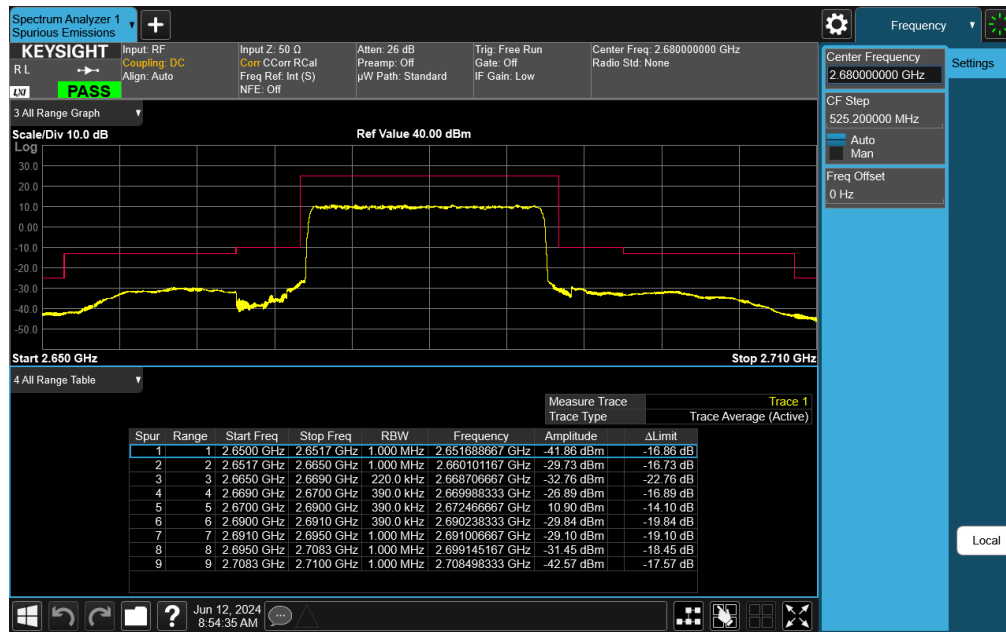 Spectrum Analyzer 1
Spurious Emissions
Frequency
KEYSIGHT
R L
LXI
PASS
Input: RF
Coupling: DC
Align: Auto
Input Z: 50 Ω
Corr CCorr RCal
Freq Ref: Int (S)
NFE: Off
Atten: 26 dB
Preamp: Off
µW Path: Standard
Trig: Free Run
Gate: Off
IF Gain: Low
Center Freq: 2.680000000 GHz
Radio Std: None
Center Frequency
2.680000000 GHz
Settings
CF Step
525.200000 MHz
Auto
Man
Freq Offset
0 Hz
3 All Range Graph
Scale/Div 10.0 dB
Ref Value 40.00 dBm
Log
30.0
20.0
10.0
0.00
-10.0
-20.0
-30.0
-40.0
-50.0
Start 2.650 GHz
Stop 2.710 GHz
4 All Range Table
Measure Trace Trace 1
Trace Type Trace Average (Active)
Spur Range Start Freq Stop Freq RBW Frequency Amplitude ΔLimit
1 1 2.6500 GHz 2.6517 GHz 1.000 MHz 2.651688667 GHz -41.86 dBm -16.86 dB
2 2 2.6517 GHz 2.6650 GHz 1.000 MHz 2.660101167 GHz -29.73 dBm -16.73 dB
3 3 2.6650 GHz 2.6690 GHz 220.0 kHz 2.668706667 GHz -32.76 dBm -22.76 dB
4 4 2.6690 GHz 2.6700 GHz 390.0 kHz 2.669988333 GHz -26.89 dBm -16.89 dB
5 5 2.6700 GHz 2.6900 GHz 390.0 kHz 2.672466667 GHz 10.90 dBm -14.10 dB
6 6 2.6900 GHz 2.6910 GHz 390.0 kHz 2.690238333 GHz -29.84 dBm -19.84 dB
7 7 2.6910 GHz 2.6950 GHz 1.000 MHz 2.691006667 GHz -29.10 dBm -19.10 dB
8 8 2.6950 GHz 2.7083 GHz 1.000 MHz 2.699145167 GHz -31.45 dBm -18.45 dB
9 9 2.7083 GHz 2.7100 GHz 1.000 MHz 2.708498333 GHz -42.57 dBm -17.57 dB
Local
Jun 12, 2024
8:54:35 AM